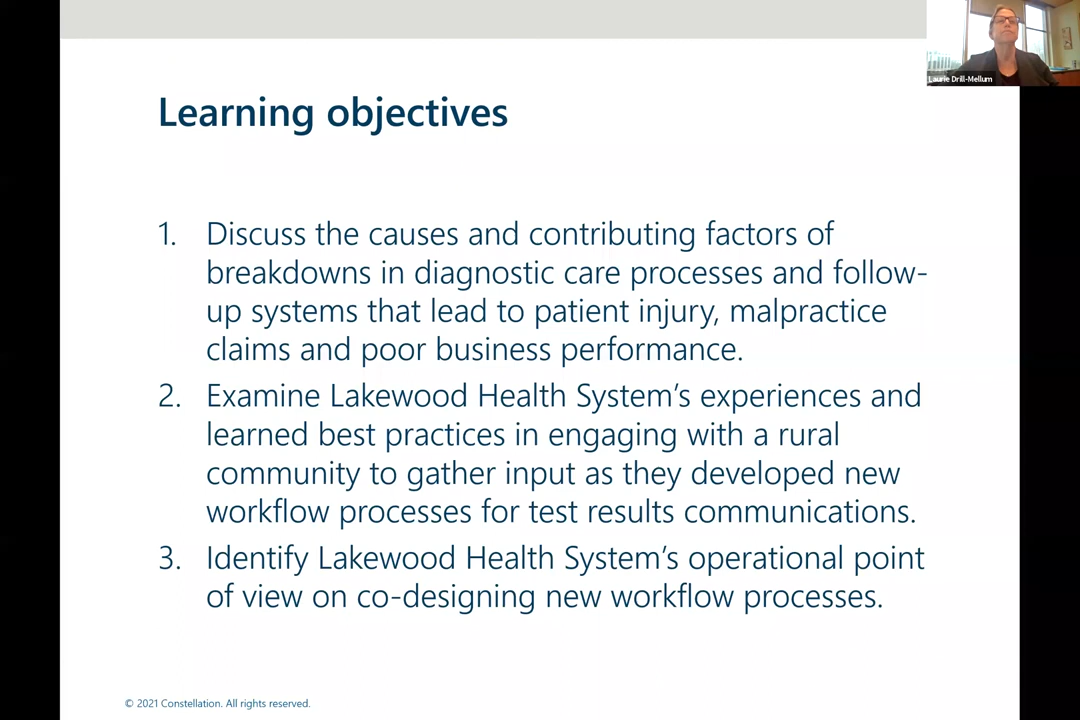 Laurie Drill-Mellum
Learning objectives
1. Discuss the causes and contributing factors of
breakdowns in diagnostic care processes and follow-
up systems that lead to patient injury, malpractice
claims and poor business performance.
2. Examine Lakewood Health System’s experiences and
learned best practices in engaging with a rural
community to gather input as they developed new
workflow processes for test results communications.
3. Identify Lakewood Health System’s operational point
of view on co-designing new workflow processes.
© 2021 Constellation. All rights reserved.